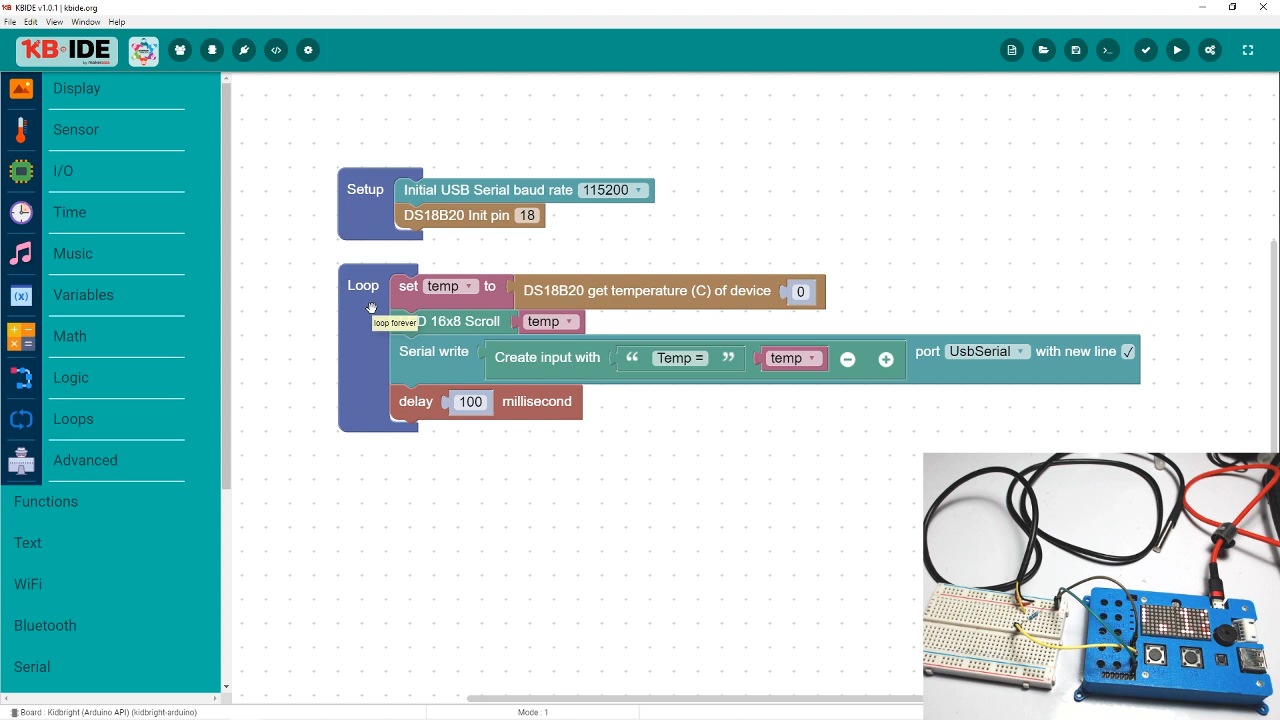 KBIDE v1.0.1 | kbide.org
File Edit View Window Help
KB IDE
by makerasia
Display
Sensor
I/O
Time
Music
Variables
Math
Logic
Loops
Advanced
Functions
Text
WiFi
Bluetooth
Serial
Setup
Initial USB Serial baud rate 115200
DS18B20 Init pin 18
Loop
set temp to DS18B20 get temperature (C) of device 0
loop forever
D 16x8 Scroll temp
Serial write Create input with “ Temp = ” temp port UsbSerial with new line ✓
delay 100 millisecond
Board : Kidbright (Arduino API) (kidbright-arduino)
Mode : 1